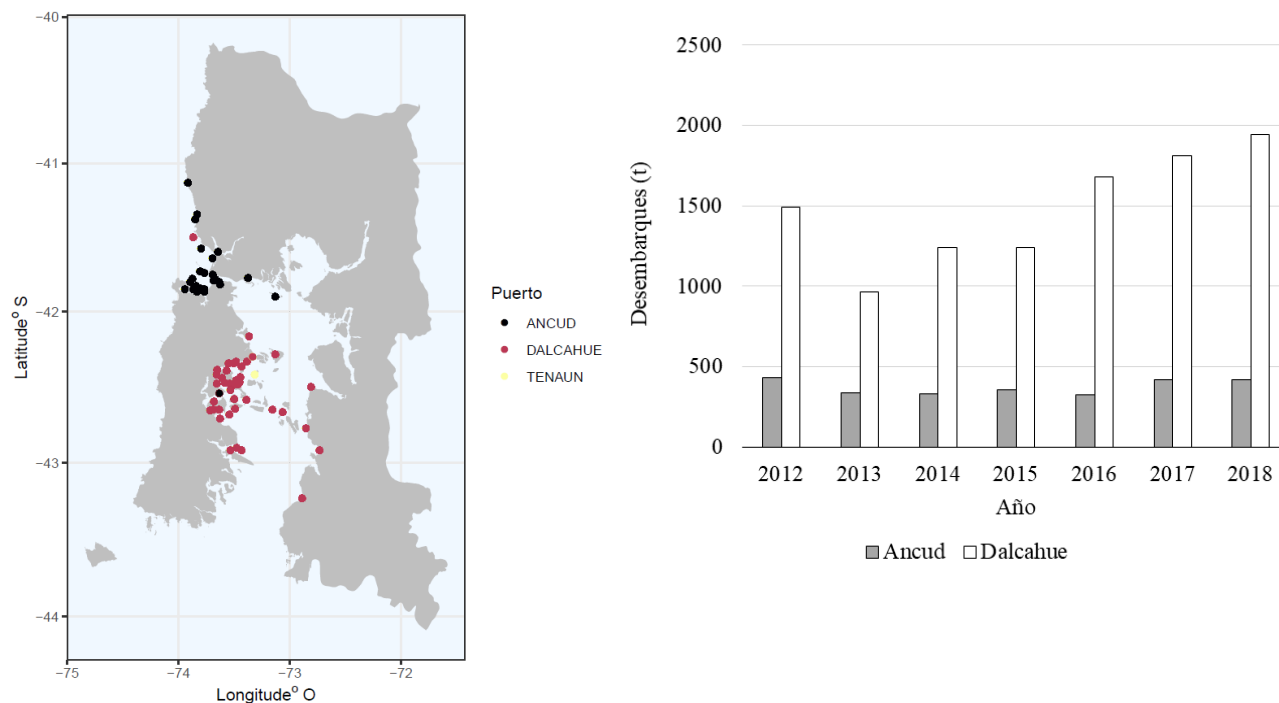 −40
−41
−42
−43
−44
Latitude° S
−75
−74
−73
−72
Longitude° O
Puerto
ANCUD
DALCAHUE
TENAUN
2500
2000
1500
1000
500
0
Desembarques (t)
2012 2013 2014 2015 2016 2017 2018
Año
Ancud Dalcahue